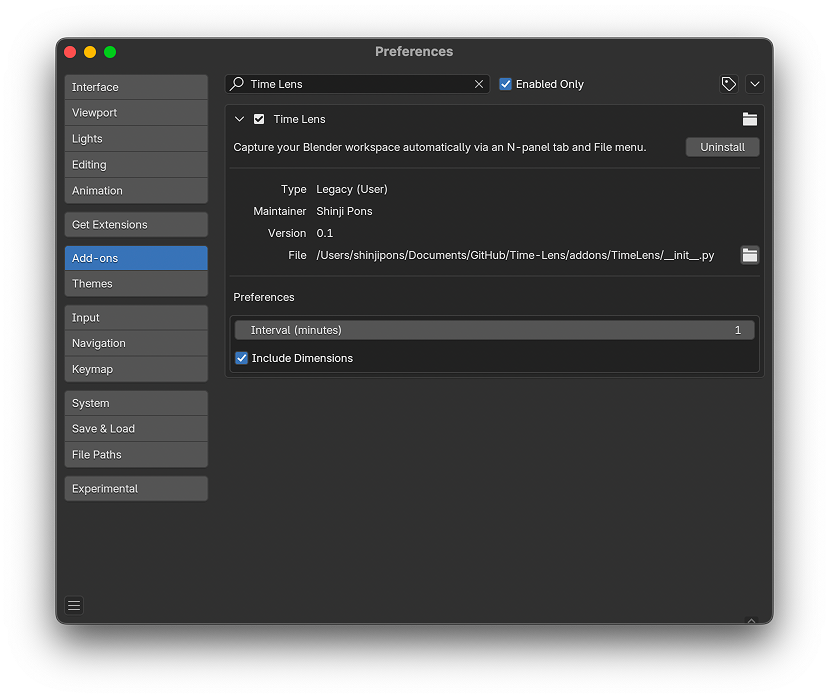 Preferences
Interface
Viewport
Lights
Editing
Animation
Get Extensions
Add-ons
Themes
Input
Navigation
Keymap
System
Save & Load
File Paths
Experimental
Time Lens
Enabled Only
Time Lens
Capture your Blender workspace automatically via an N-panel tab and File menu.
Uninstall
Type Legacy (User)
Maintainer Shinji Pons
Version 0.1
File /Users/shinjipons/Documents/GitHub/Time-Lens/addons/TimeLens/__init__.py
Preferences
Interval (minutes) 1
Include Dimensions